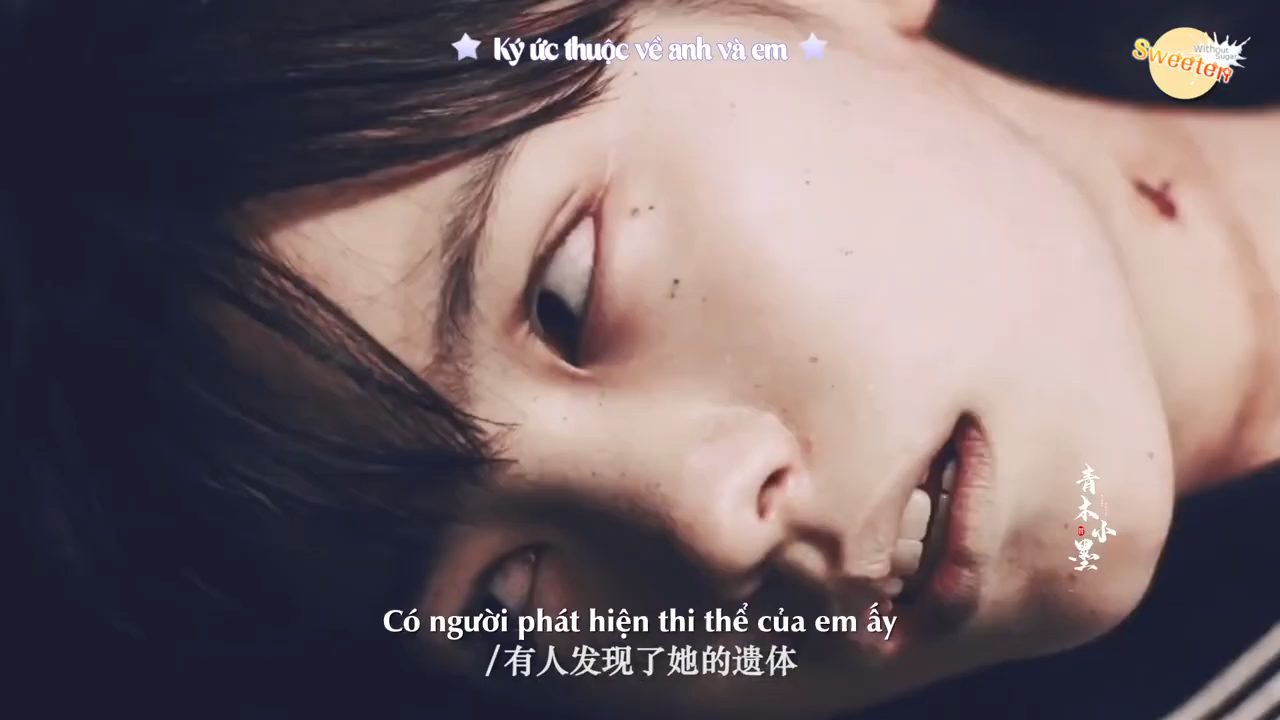 Ký ức thuộc về anh và em
Sweeten
Without
Sugar
青木小墨
Có người phát hiện thi thể của em ấy
/有人发现了她的遗体